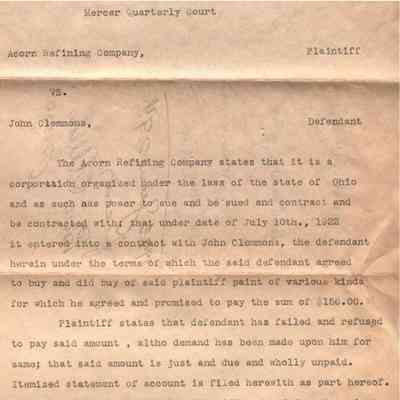 Mercer Quarterly Court
Acorn Refining Company, Plaintiff
VS.
John Clemmons, Defendant
The Acorn Refining Company states that it is a
corporttion organized under the laws of the state of Ohio
and as such has power to sue and be sued and contract and
be contracted with; that under date of July 10th., 1922
it entered into a contract with John Clemmons, the defendant
herein under the terms of which the said defendant agreed
to buy and did buy of said plaintiff paint of various kinds
for which he agreed and promised to pay the sum of $156.00.
Plaintiff states that defendant has failed and refused
to pay said amount , altho demand has been made upon him for
same; that said amount is just and due and wholly unpaid.
Itemized statement of account is filed herewith as part hereof.